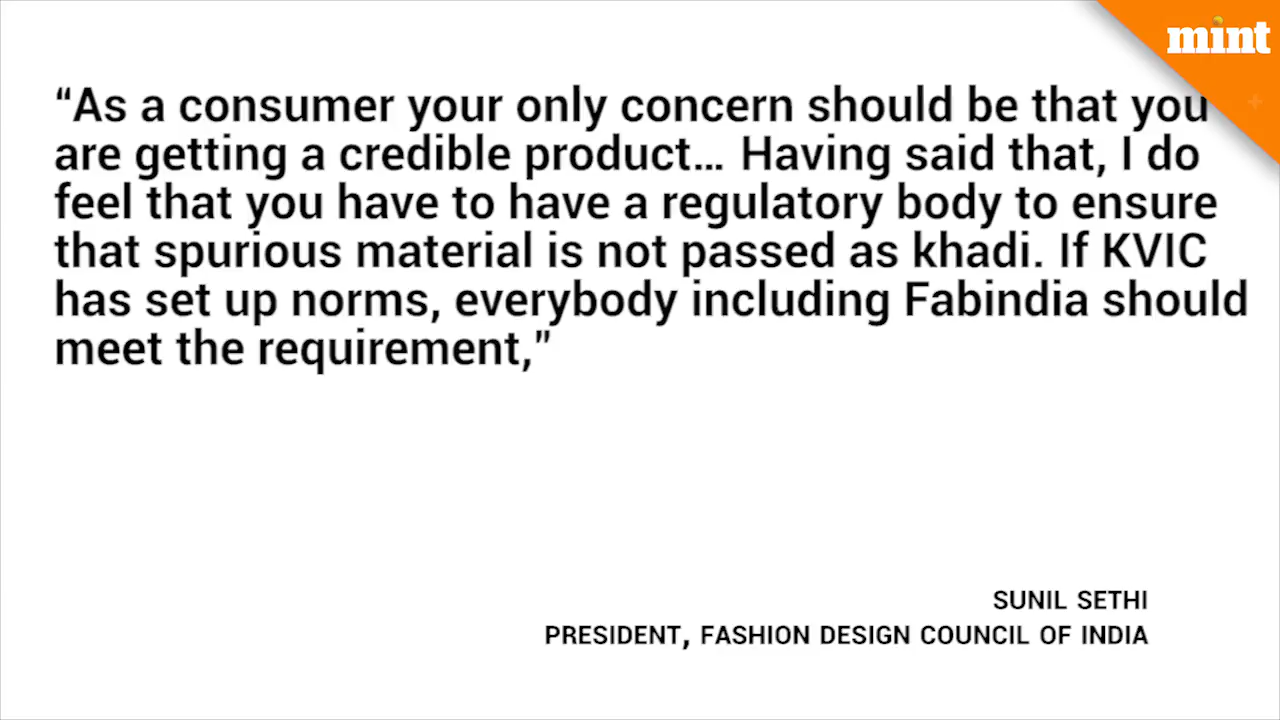 mint
“As a consumer your only concern should be that you
are getting a credible product... Having said that, I do
feel that you have to have a regulatory body to ensure
that spurious material is not passed as khadi. If KVIC
has set up norms, everybody including Fabindia should
meet the requirement,”
SUNIL SETHI
PRESIDENT, FASHION DESIGN COUNCIL OF INDIA